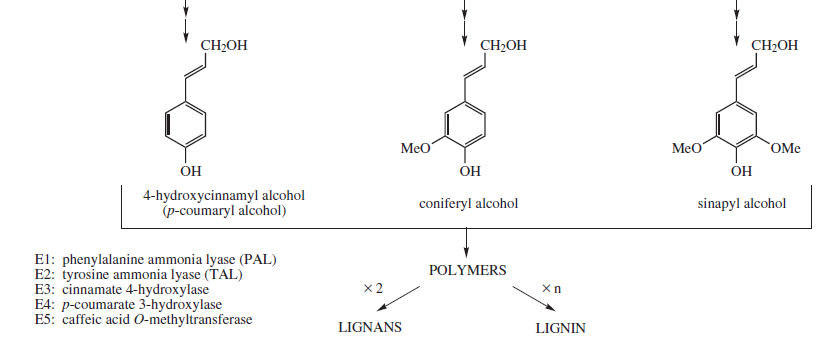 CH2OH
CH2OH
CH2OH
MeO
MeO
OMe
OH
OH
OH
4-hydroxycinnamyl alcohol
(p-coumaryl alcohol)
coniferyl alcohol
sinapyl alcohol
E1: phenylalanine ammonia lyase (PAL)
E2: tyrosine ammonia lyase (TAL)
E3: cinnamate 4-hydroxylase
E4: p-coumarate 3-hydroxylase
E5: caffeic acid O-methyltransferase
POLYMERS
×2
×n
LIGNANS
LIGNIN